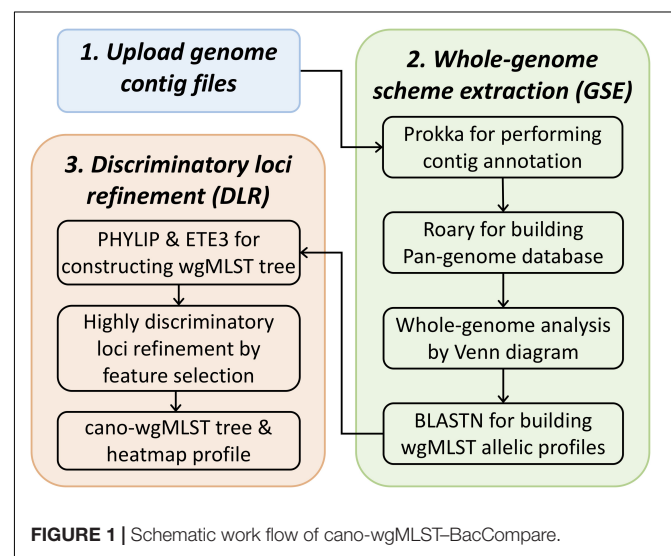 1. Upload genome
contig files
2. Whole-genome
scheme extraction (GSE)
Prokka for performing
contig annotation
Roary for building
Pan-genome database
Whole-genome analysis
by Venn diagram
BLASTN for building
wgMLST allelic profiles
3. Discriminatory loci
refinement (DLR)
PHYLIP & ETE3 for
constructing wgMLST tree
Highly discriminatory
loci refinement by
feature selection
cano-wgMLST tree &
heatmap profile
FIGURE 1 | Schematic work flow of cano-wgMLST–BacCompare.